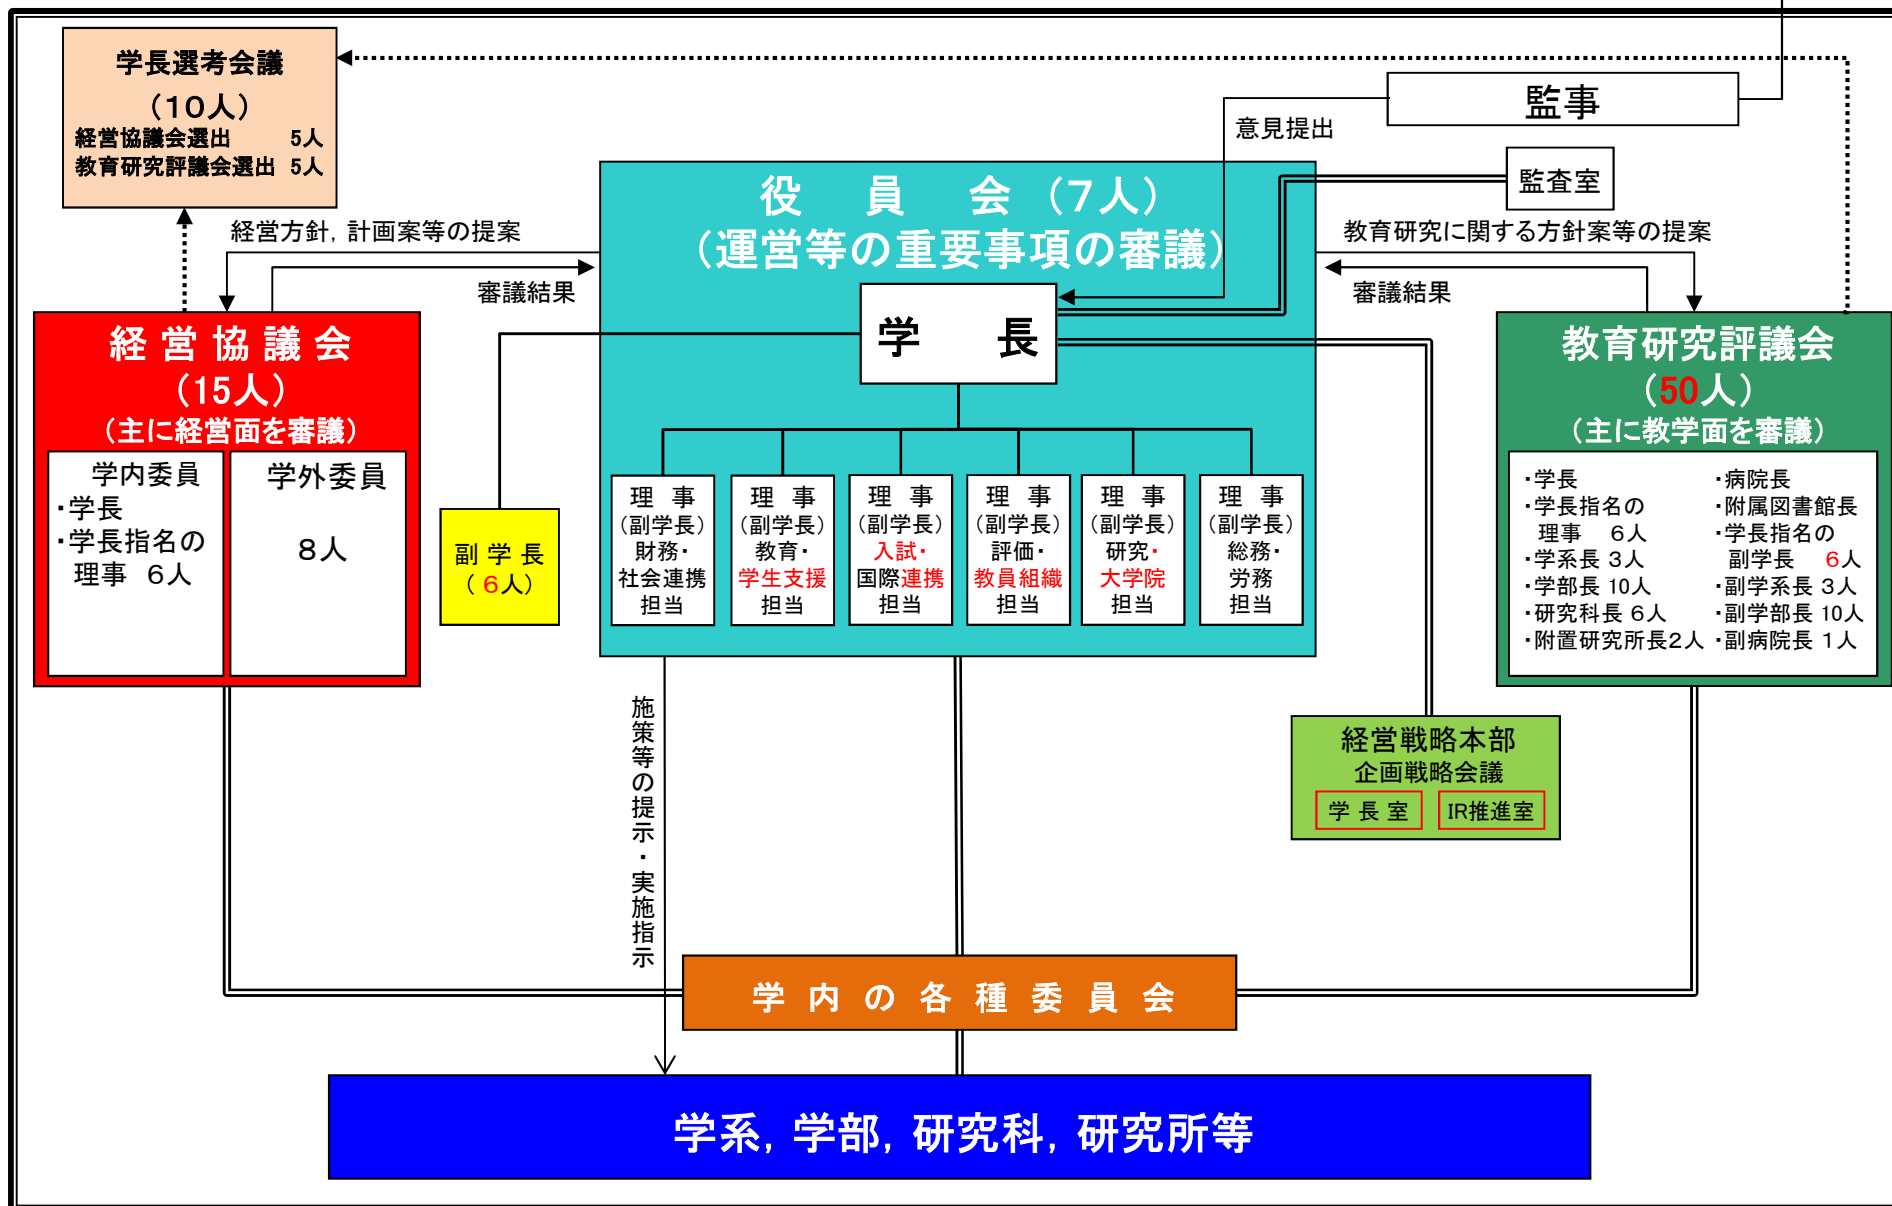 学長選考会議
（10人）
経営協議会選出　5人
教育研究評議会選出　5人
監事
意見提出
監査室
役　員　会（7人）
（運営等の重要事項の審議）
学　長
経営方針，計画案等の提案
審議結果
教育研究に関する方針案等の提案
審議結果
経営協議会
（15人）
（主に経営面を審議）
学内委員
・学長
・学長指名の
理事　6人
学外委員
8人
副学長
（6人）
理　事
（副学長）
財務・
社会連携
担当
理　事
（副学長）
教育・
学生支援
担当
理　事
（副学長）
入試・
国際連携
担当
理　事
（副学長）
評価・
教員組織
担当
理　事
（副学長）
研究・
大学院
担当
理　事
（副学長）
総務・
労務
担当
教育研究評議会
（50人）
（主に教学面を審議）
・学長
・学長指名の
理事　6人
・学系長 3人
・学部長 10人
・研究科長 6人
・附置研究所長2人
・病院長
・附属図書館長
・学長指名の
副学長　6人
・副学系長 3人
・副学部長 10人
・副病院長 1人
施策等の提示・実施指示
経営戦略本部
企画戦略会議
学長室
IR推進室
学内の各種委員会
学系，学部，研究科，研究所等